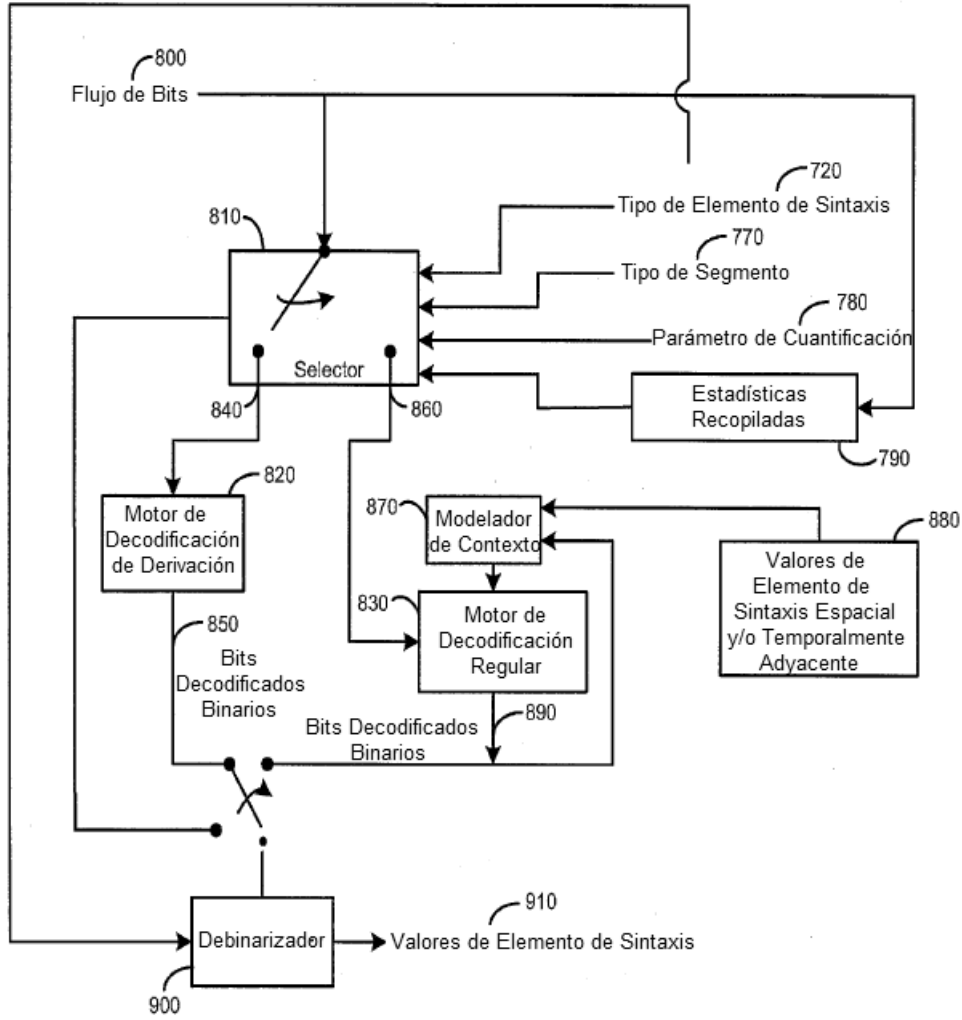 800
Flujo de Bits
720
Tipo de Elemento de Sintaxis
810
770
Tipo de Segmento
780
Parámetro de Cuantificación
Selector
840
860
Estadísticas
Recopiladas
790
820
Motor de
Decodificación
de Derivación
870
Modelador
de Contexto
880
Valores de
Elemento de
Sintaxis Espacial
y/o Temporalmente
Adyacente
830
Motor de
Decodificación
Regular
850
Bits
Decodificados
Binarios
890
Bits Decodificados
Binarios
910
Debinarizador
Valores de Elemento de Sintaxis
900